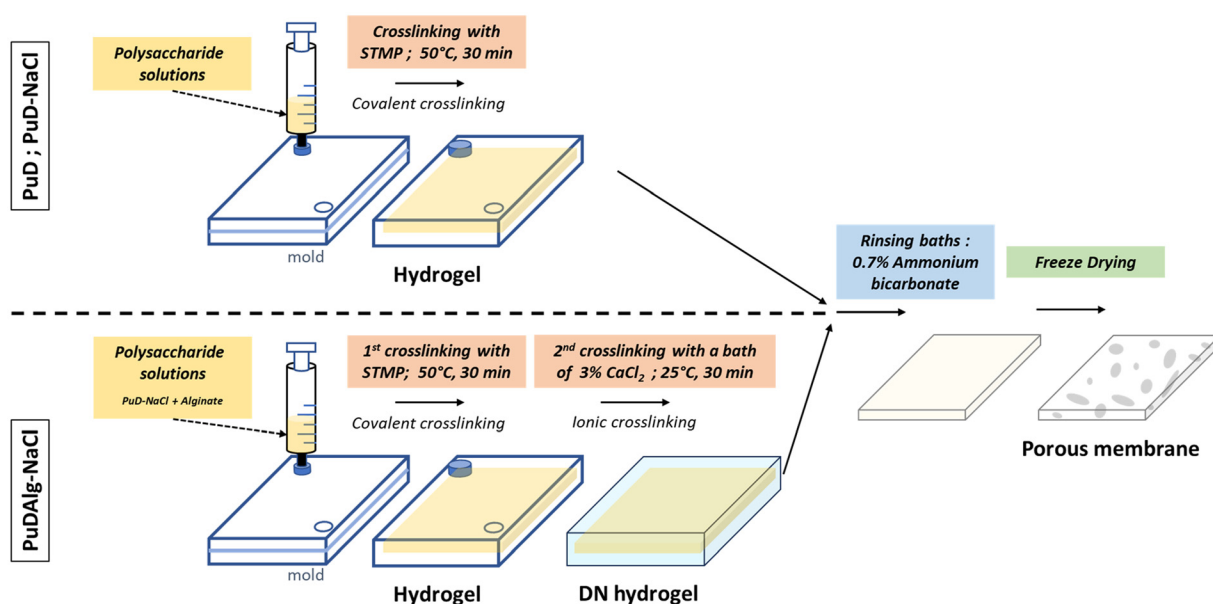 PuD ; PuD-NaCl
Polysaccharide
solutions
Crosslinking with
STMP ; 50°C, 30 min
Covalent crosslinking
mold
Hydrogel
Rinsing baths :
0.7% Ammonium
bicarbonate
Freeze Drying
Porous membrane
PuDAlg-NaCl
Polysaccharide
solutions
PuD-NaCl + Alginate
1st crosslinking with
STMP; 50°C, 30 min
Covalent crosslinking
2nd crosslinking with a bath
of 3% CaCl2 ; 25°C, 30 min
Ionic crosslinking
mold
Hydrogel
DN hydrogel